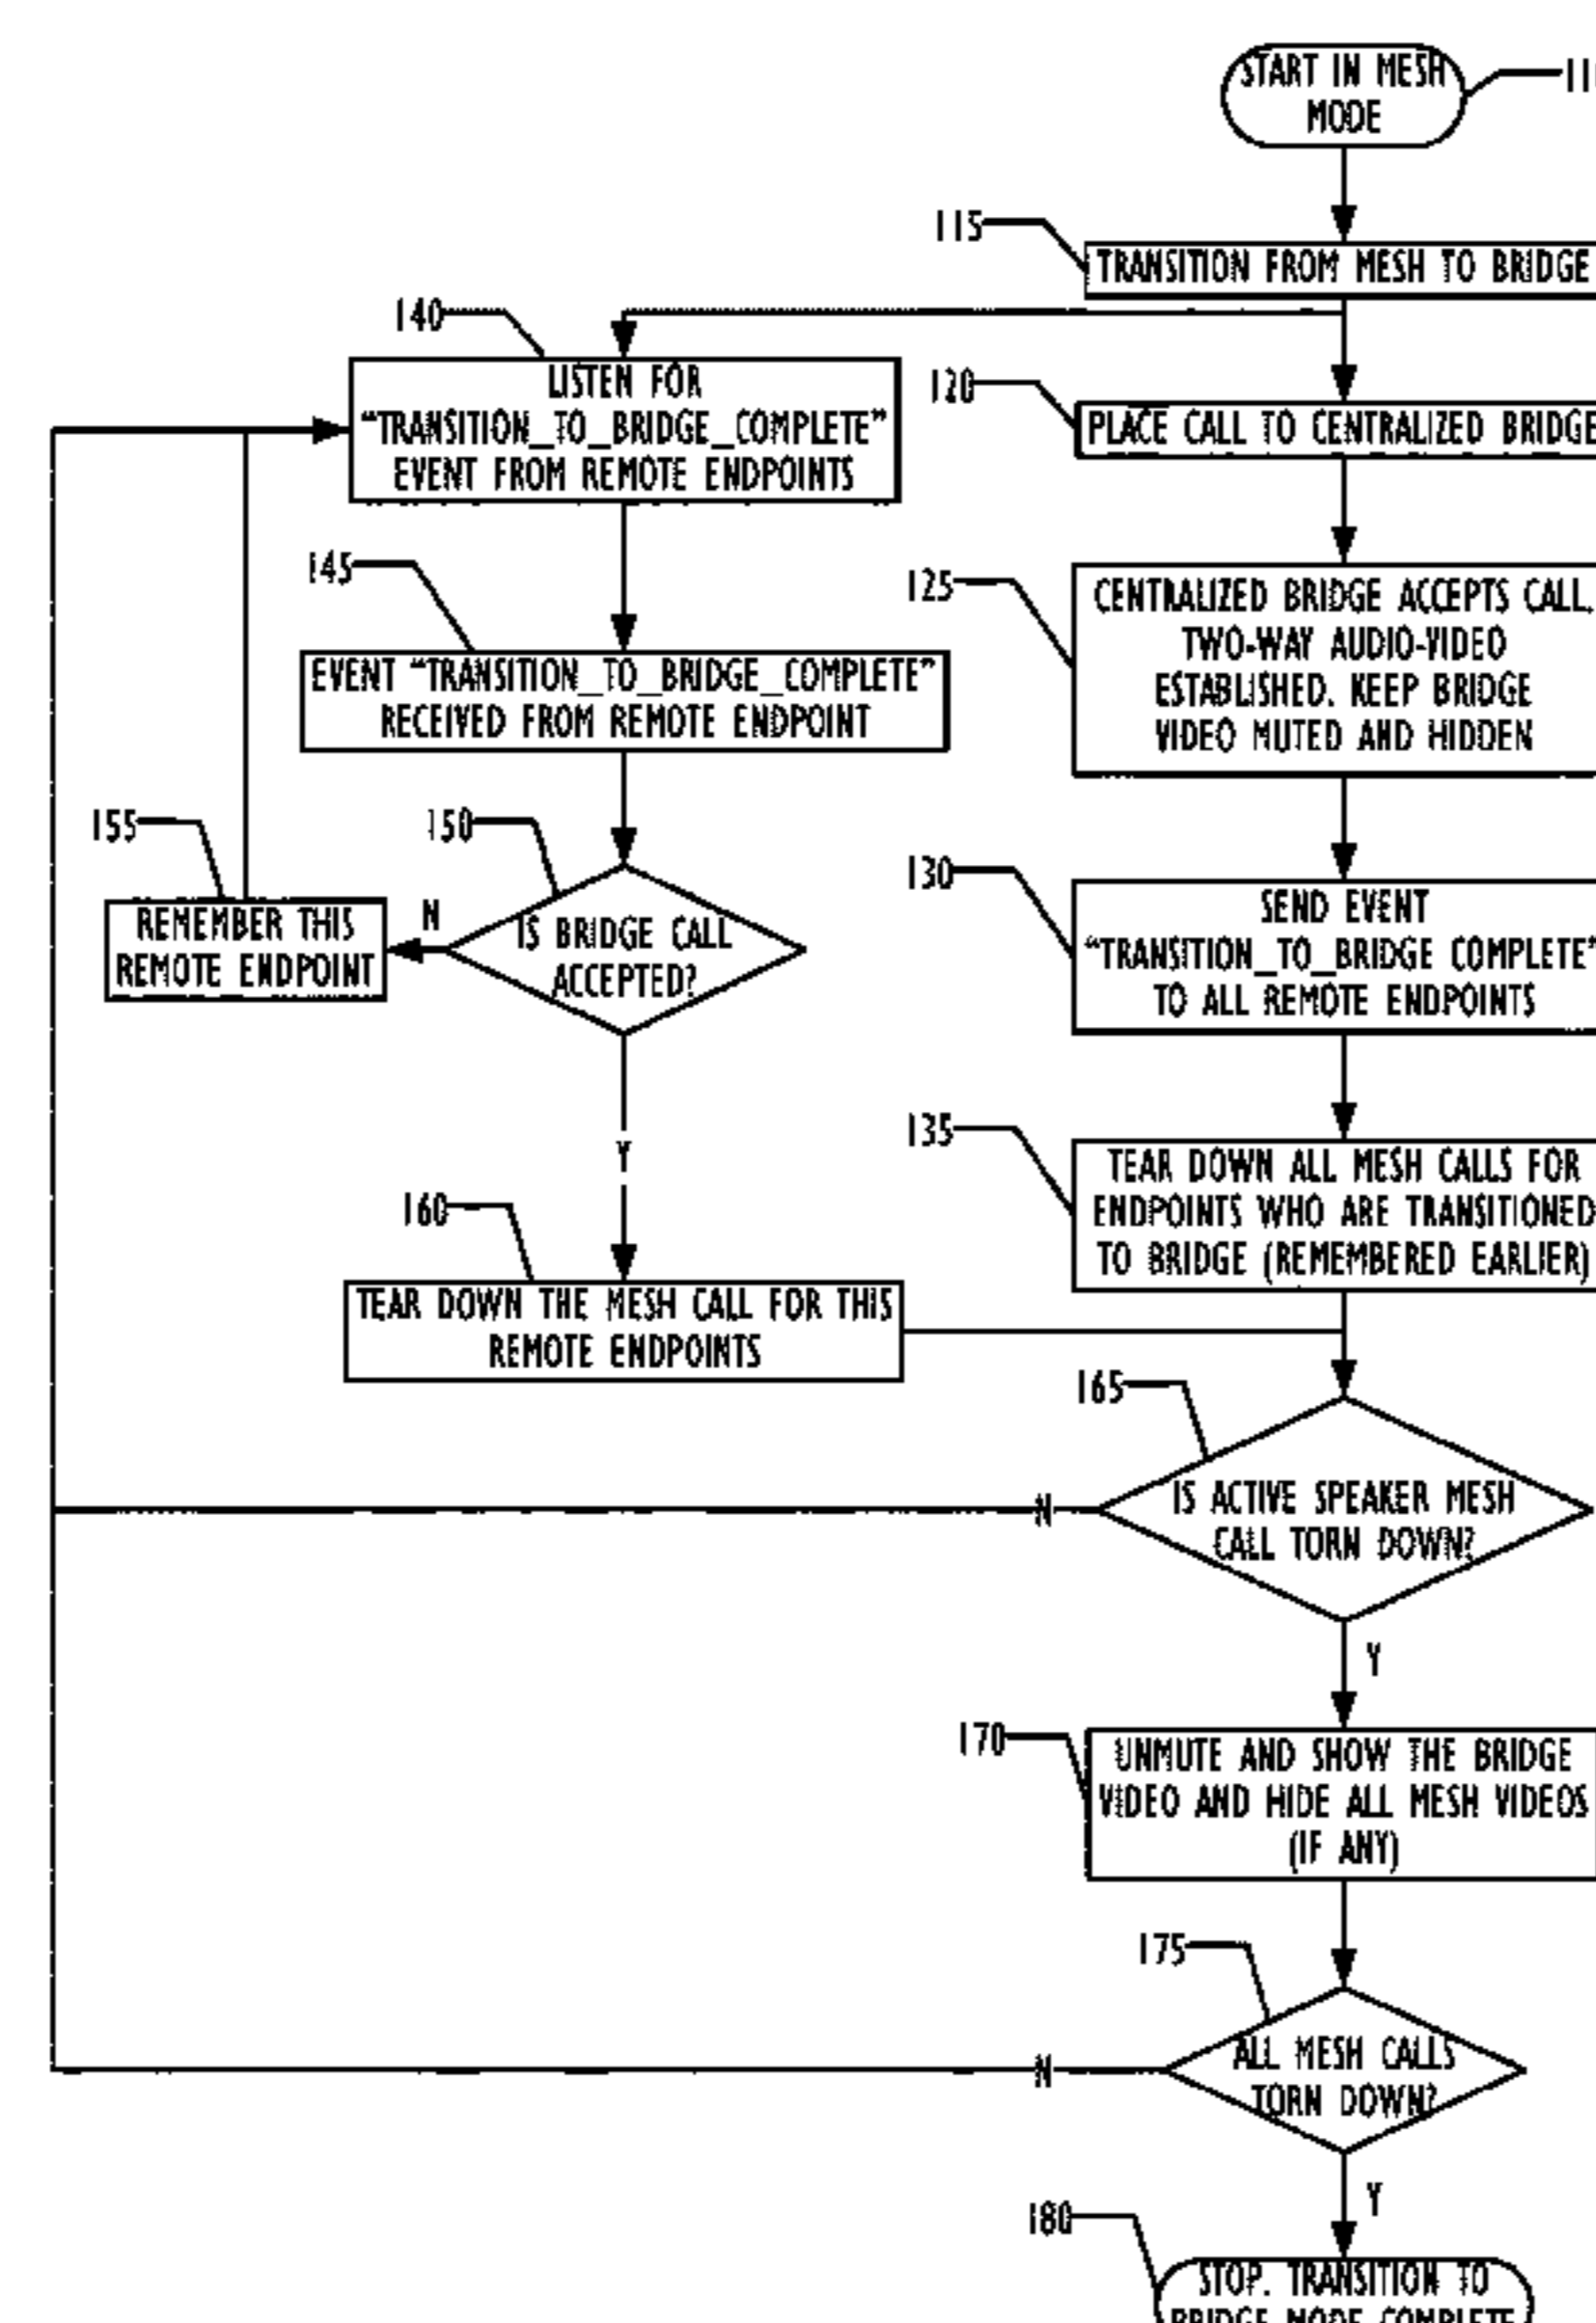 START IN MESH
MODE
115
TRANSITION FROM MESH TO BRIDGE
140
LISTEN FOR
“TRANSITION_TO_BRIDGE_COMPLETE”
EVENT FROM REMOTE ENDPOINTS
120
PLACE CALL TO CENTRALIZED BRIDGE
145
EVENT “TRANSITION_TO_BRIDGE_COMPLETE”
RECEIVED FROM REMOTE ENDPOINT
125
CENTRALIZED BRIDGE ACCEPTS CALL.
TWO-WAY AUDIO-VIDEO
ESTABLISHED. KEEP BRIDGE
VIDEO MUTED AND HIDDEN
155
REMEMBER THIS
REMOTE ENDPOINT
N
150
IS BRIDGE CALL
ACCEPTED?
Y
130
SEND EVENT
“TRANSITION_TO_BRIDGE COMPLETE”
TO ALL REMOTE ENDPOINTS
135
TEAR DOWN ALL MESH CALLS FOR
ENDPOINTS WHO ARE TRANSITIONED
TO BRIDGE (REMEMBERED EARLIER)
160
TEAR DOWN THE MESH CALL FOR THIS
REMOTE ENDPOINTS
165
IS ACTIVE SPEAKER MESH
CALL TORN DOWN?
N
Y
170
UNMUTE AND SHOW THE BRIDGE
VIDEO AND HIDE ALL MESH VIDEOS
(IF ANY)
175
ALL MESH CALLS
TORN DOWN?
N
Y
180
STOP. TRANSITION TO
BRIDGE MODE COMPLETE